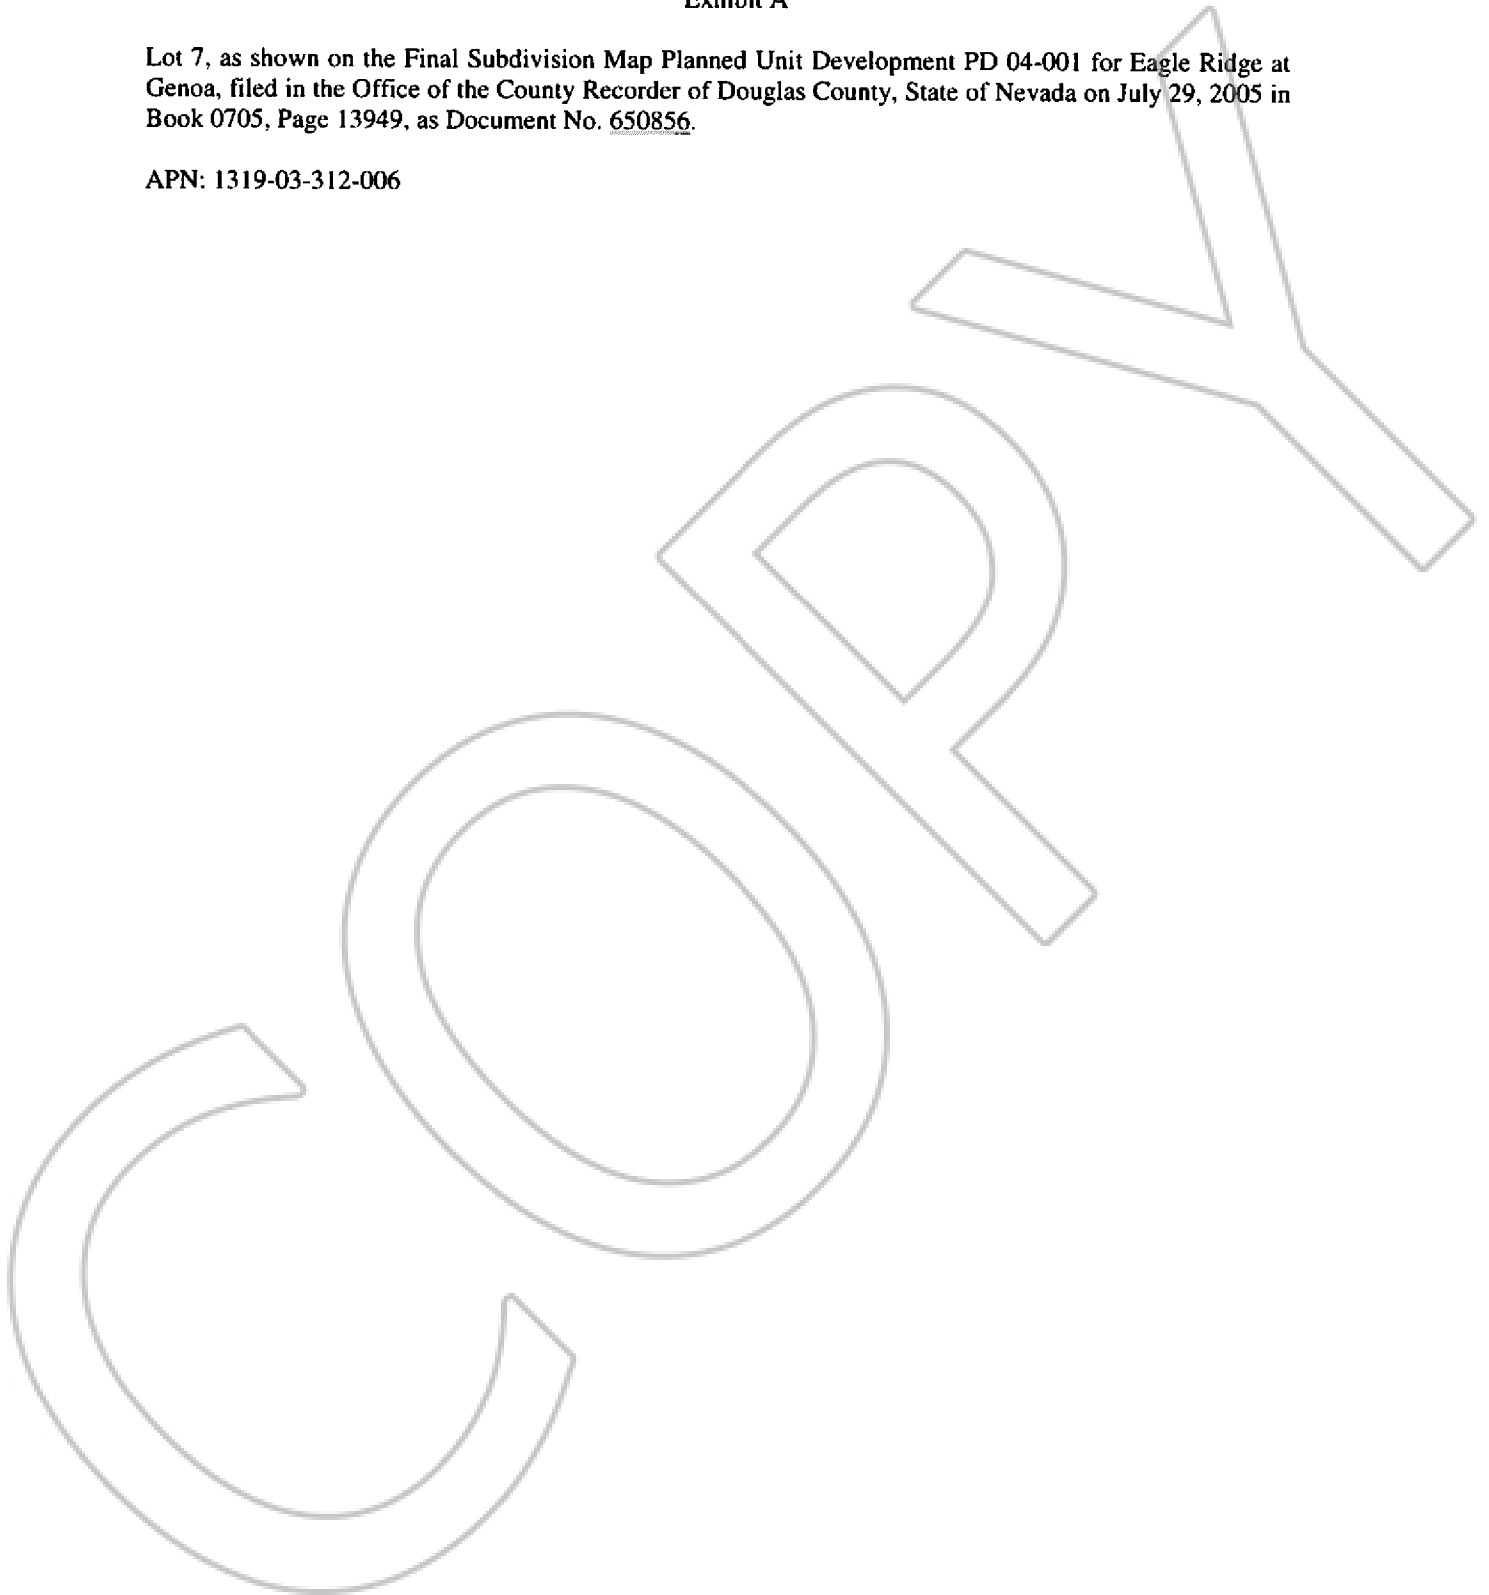 Exhibit A
Lot 7, as shown on the Final Subdivision Map Planned Unit Development PD 04-001 for Eagle Ridge at
Genoa, filed in the Office of the County Recorder of Douglas County, State of Nevada on July 29, 2005 in
Book 0705, Page 13949, as Document No. 650856.
APN: 1319-03-312-006
COPY